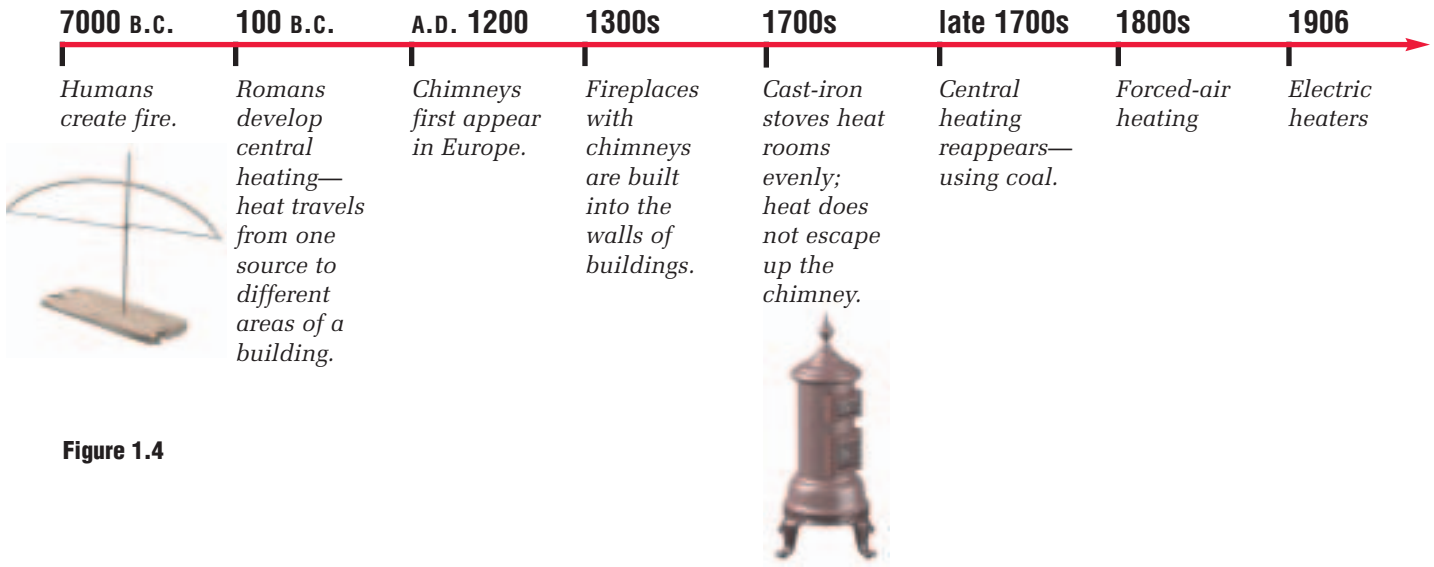 7000 B.C.
Humans
create fire.
100 B.C.
Romans
develop
central
heating—
heat travels
from one
source to
different
areas of a
building.
A.D. 1200
Chimneys
first appear
in Europe.
1300s
Fireplaces
with
chimneys
are built
into the
walls of
buildings.
1700s
Cast-iron
stoves heat
rooms
evenly;
heat does
not escape
up the
chimney.
late 1700s
Central
heating
reappears—
using coal.
1800s
Forced-air
heating
1906
Electric
heaters
Figure 1.4